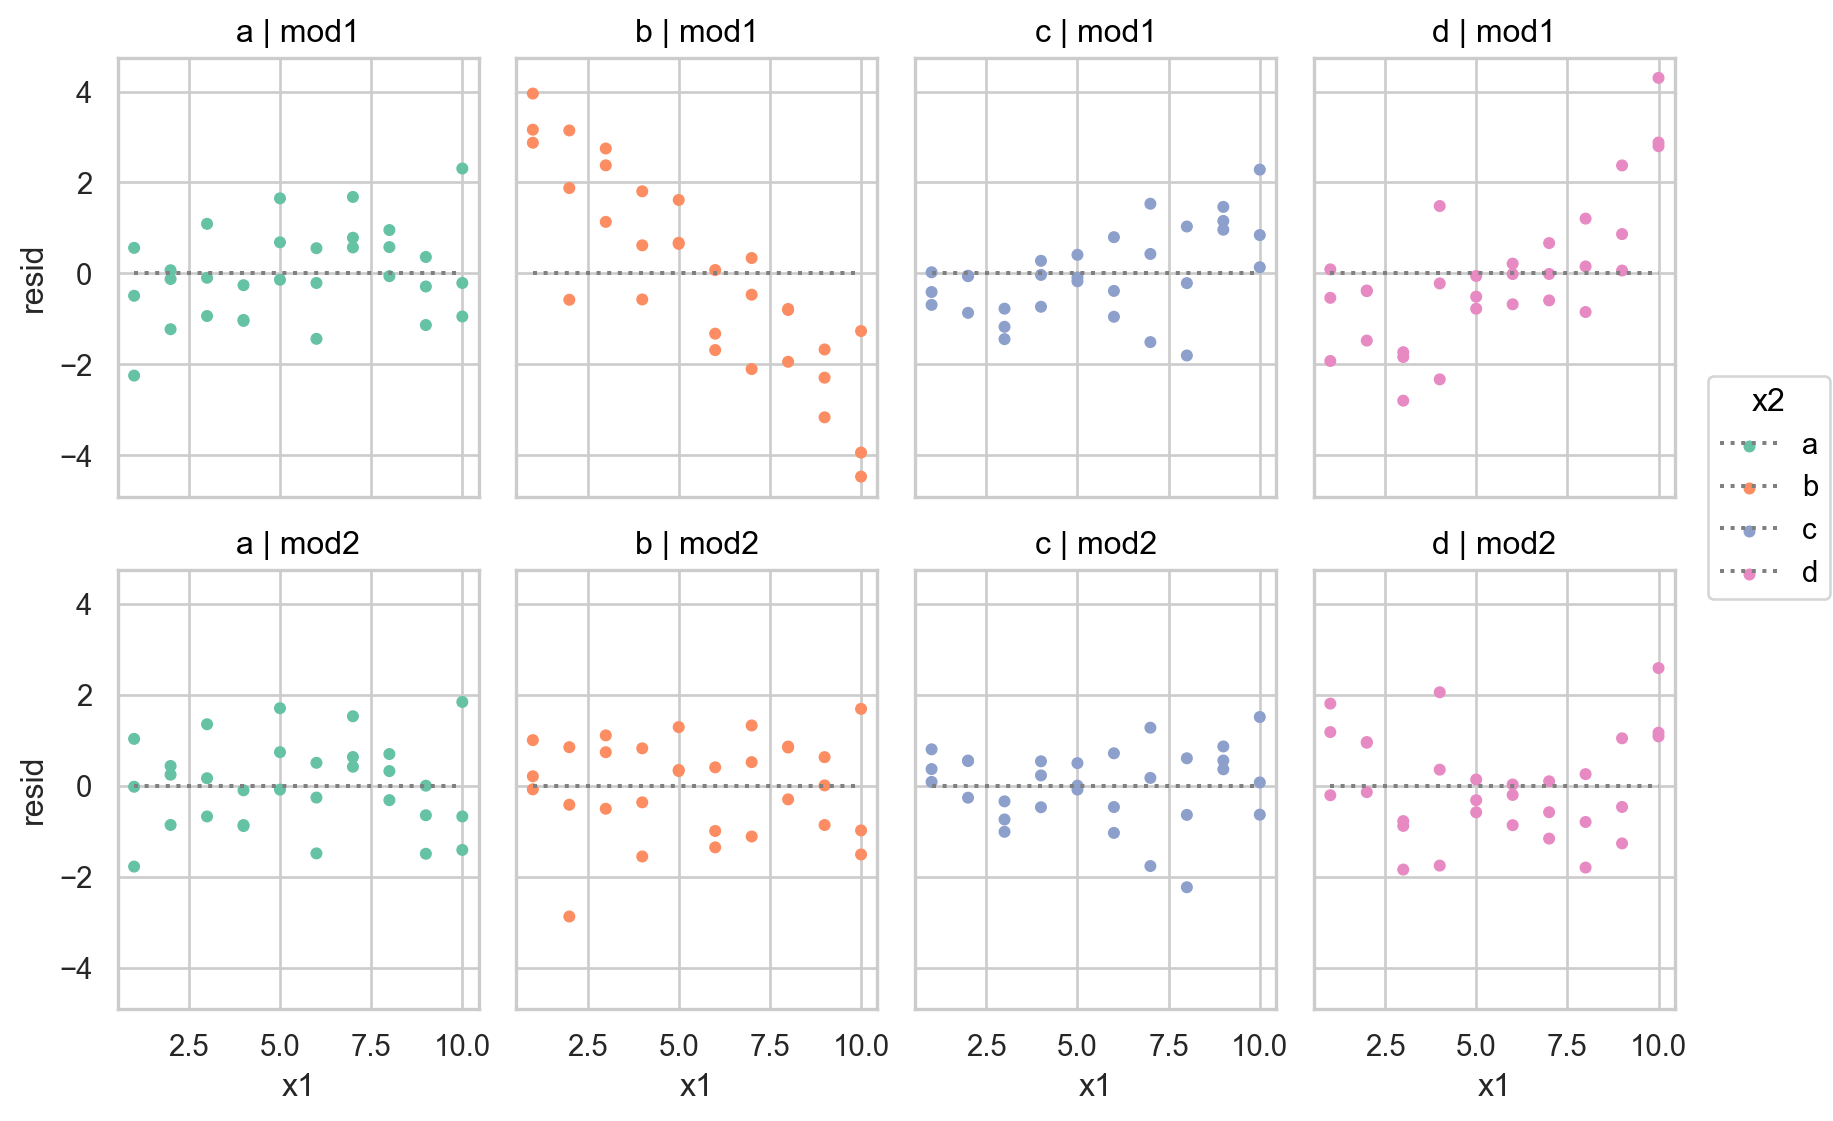 a | mod1
b | mod1
c | mod1
d | mod1
4
2
0
−2
−4
resid
a | mod2
b | mod2
c | mod2
d | mod2
4
2
0
−2
−4
resid
2.5 5.0 7.5 10.0
2.5 5.0 7.5 10.0
2.5 5.0 7.5 10.0
2.5 5.0 7.5 10.0
x1
x1
x1
x1
x2
a
b
c
d